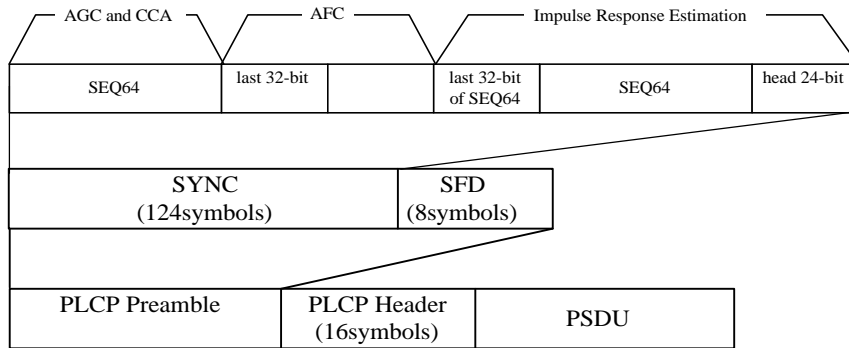 AGC and CCA
AFC
Impulse Response Estimation
SEQ64
last 32-bit
last 32-bit
of SEQ64
SEQ64
head 24-bit
SYNC
(124symbols)
SFD
(8symbols)
PLCP Preamble
PLCP Header
(16symbols)
PSDU